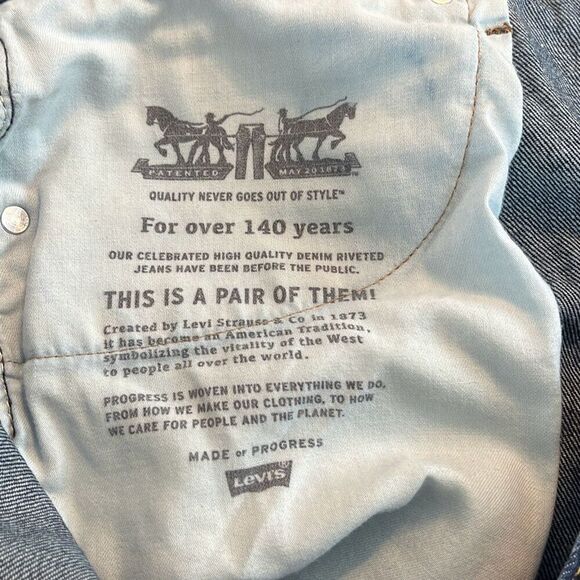 PATENTED MAY 20 1873
QUALITY NEVER GOES OUT OF STYLE™
For over 140 years
OUR CELEBRATED HIGH QUALITY DENIM RIVETED
JEANS HAVE BEEN BEFORE THE PUBLIC.
THIS IS A PAIR OF THEM!
Created by Levi Strauss & Co in 1873
it has become an American Tradition,
symbolizing the vitality of the West
to people all over the world.
PROGRESS IS WOVEN INTO EVERYTHING WE DO,
FROM HOW WE MAKE OUR CLOTHING, TO HOW
WE CARE FOR PEOPLE AND THE PLANET.
MADE OF PROGRESS
Levi's